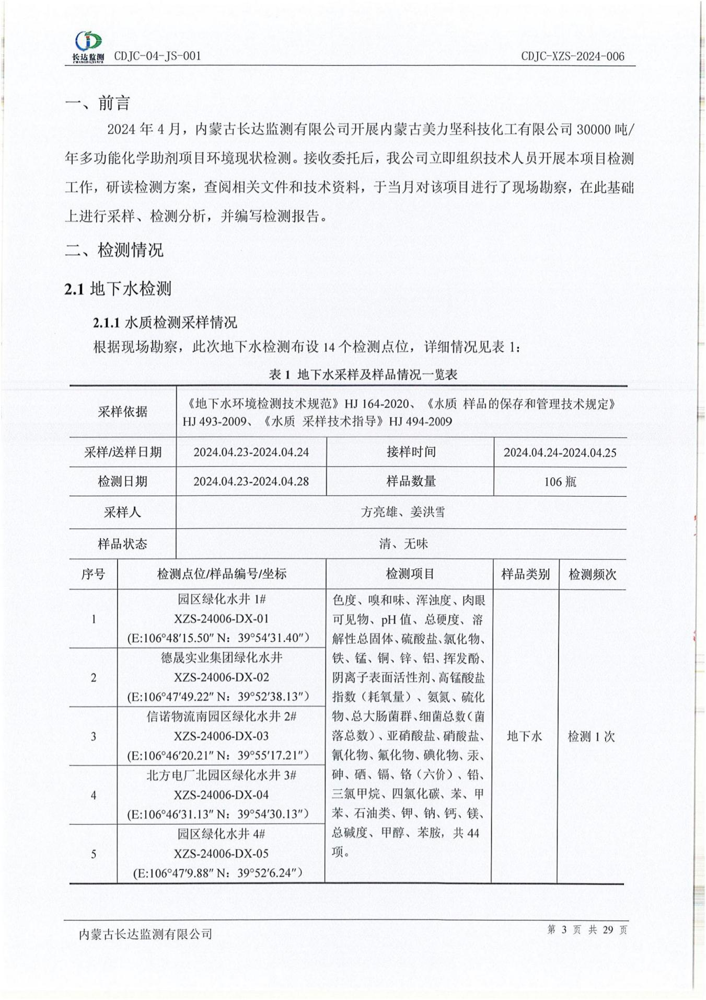 长达监测
CHANGDAJIANCE
CDJC-04-JS-001
CDJC-XZS-2024-006
一、前言
2024 年 4 月，内蒙古长达监测有限公司开展内蒙古美力坚科技化工有限公司 30000 吨/
年多功能化学助剂项目环境现状检测。接收委托后，我公司立即组织技术人员开展本项目检测
工作，研读检测方案，查阅相关文件和技术资料，于当月对该项目进行了现场勘察，在此基础
上进行采样、检测分析，并编写检测报告。
二、检测情况
2.1 地下水检测
2.1.1 水质检测采样情况
根据现场勘察，此次地下水检测布设 14 个检测点位，详细情况见表 1：
表 1 地下水采样及样品情况一览表
采样依据
《地下水环境检测技术规范》HJ 164-2020、《水质 样品的保存和管理技术规定》
HJ 493-2009、《水质 采样技术指导》HJ 494-2009
采样/送样日期 2024.04.23-2024.04.24 接样时间 2024.04.24-2024.04.25
检测日期 2024.04.23-2024.04.28 样品数量 106 瓶
采样人 方亮雄、姜洪雪
样品状态 清、无味
序号 检测点位/样品编号/坐标 检测项目 样品类别 检测频次
1
园区绿化水井 1#
XZS-24006-DX-01
(E:106°48′15.50″ N：39°54′31.40″）
2
德晟实业集团绿化水井
XZS-24006-DX-02
(E:106°47′49.22″ N：39°52′38.13″）
3
信诺物流南园区绿化水井 2#
XZS-24006-DX-03
(E:106°46′20.21″ N：39°55′17.21″）
4
北方电厂北园区绿化水井 3#
XZS-24006-DX-04
(E:106°46′31.13″ N：39°54′30.13″）
5
园区绿化水井 4#
XZS-24006-DX-05
(E:106°47′9.88″ N：39°52′6.24″）
色度、嗅和味、浑浊度、肉眼
可见物、pH 值、总硬度、溶
解性总固体、硫酸盐、氯化物、
铁、锰、铜、锌、铝、挥发酚、
阴离子表面活性剂、高锰酸盐
指数（耗氧量）、氨氮、硫化
物、总大肠菌群、细菌总数（菌
落总数）、亚硝酸盐、硝酸盐、
氰化物、氟化物、碘化物、汞、
砷、硒、镉、铬（六价）、铅、
三氯甲烷、四氯化碳、苯、甲
苯、石油类、钾、钠、钙、镁、
总碱度、甲醇、苯胺，共 44
项。
地下水
检测 1 次
内蒙古长达监测有限公司
第 3 页 共 29 页